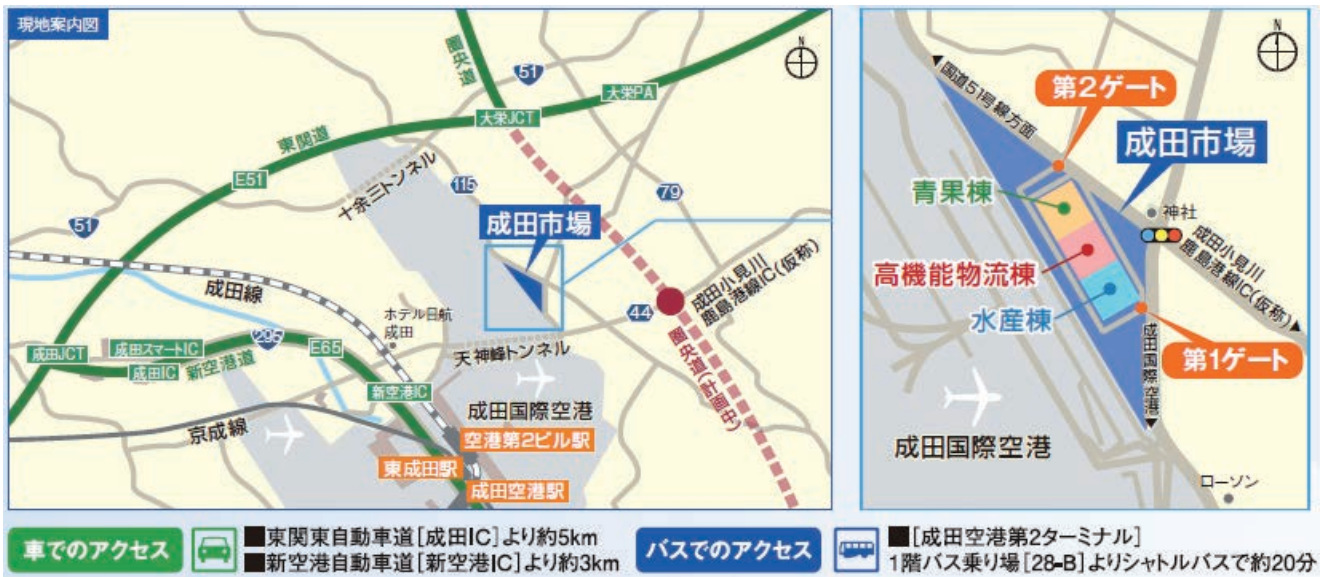 現地案内図
N
圏央道
51
大栄PA
大栄JCT
東関道
十余三トンネル
E51
115
79
51
成田市場
成田線
ホテル日航
成田
44
成田小見川
鹿島港線IC(仮称)
295
成田JCT
成田スマートIC
E65
天神峰トンネル
成田IC
新空港道
圏央道(計画中)
新空港IC
成田国際空港
京成線
空港第2ビル駅
東成田駅
成田空港駅
N
国道51号線方面
第2ゲート
成田市場
青果棟
神社
高機能物流棟
成田小見川
鹿島港線IC(仮称)
水産棟
成田国際空港
第1ゲート
成田国際空港
ローソン
車でのアクセス
■東関東自動車道[成田IC]より約5km
■新空港自動車道[新空港IC]より約3km
バスでのアクセス
■[成田空港第2ターミナル]
1階バス乗り場[28-B]よりシャトルバスで約20分